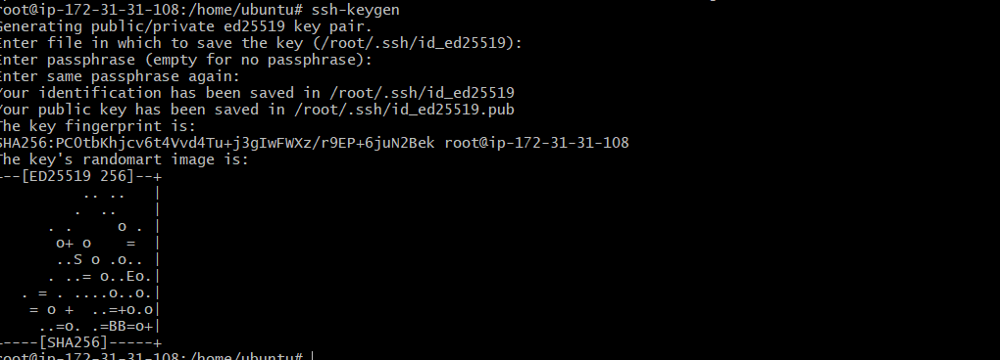 root@ip-172-31-31-108:/home/ubuntu# ssh-keygen
Generating public/private ed25519 key pair.
Enter file in which to save the key (/root/.ssh/id_ed25519):
Enter passphrase (empty for no passphrase):
Enter same passphrase again:
Your identification has been saved in /root/.ssh/id_ed25519
Your public key has been saved in /root/.ssh/id_ed25519.pub
The key fingerprint is:
SHA256:PCOtbKhjcv6t4Vvd4Tu+j3gIwFWXz/r9EP+6juN2Bek root@ip-172-31-31-108
The key's randomart image is:
+--[ED25519 256]--+
          .. ..   |
         .  ..    |
      . .     o . |
       o+ o    =  |
       ..S o .o.. |
      . ..= o..Eo.|
   . = . ....o..o.|
    = o +  ..=+o.o|
     ..=o. .=BB=o+|
+----[SHA256]-----+
root@ip-172-31-31-108:/home/ubuntu#